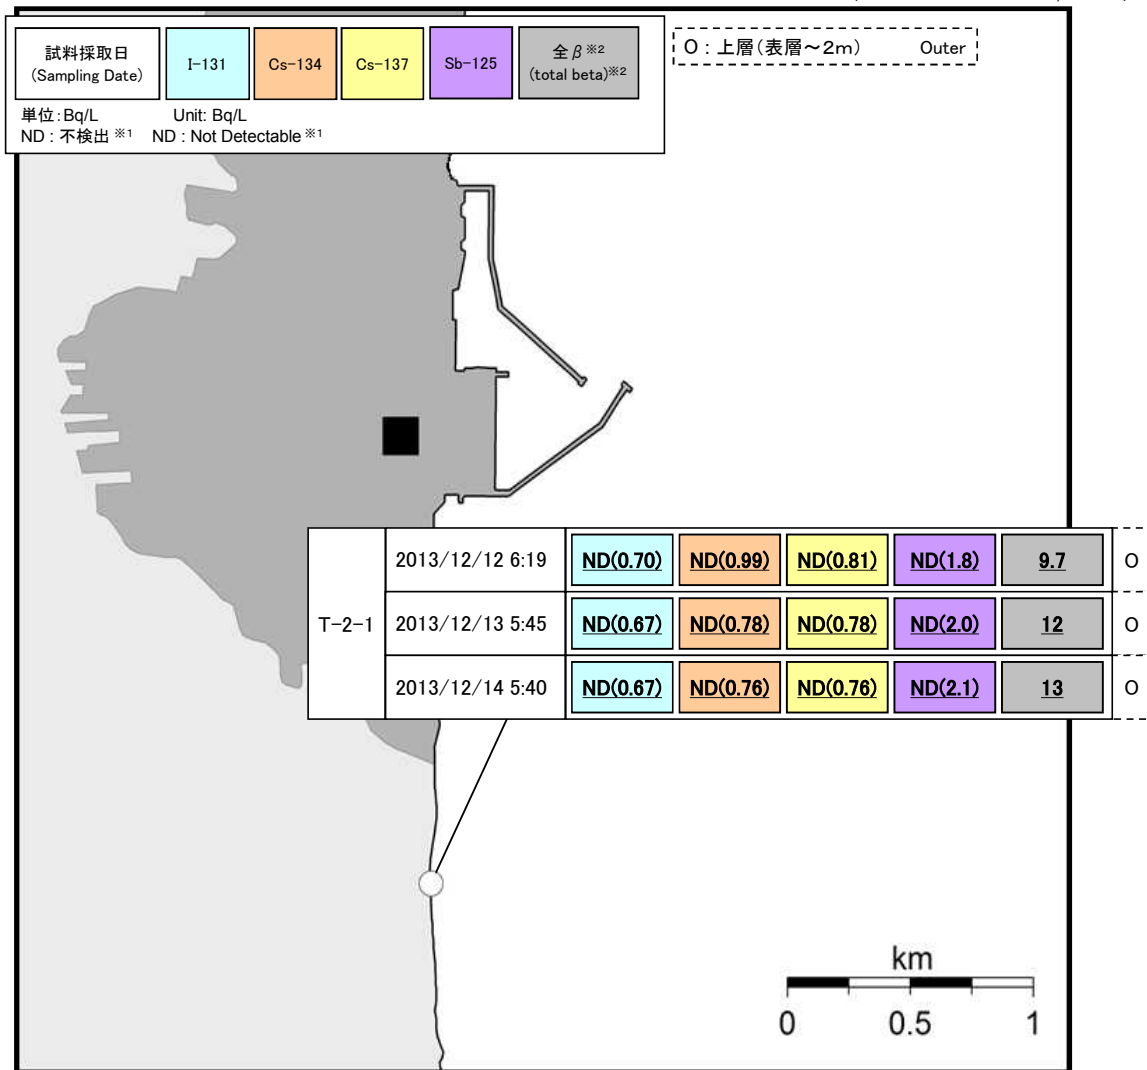 試料採取日
(Sampling Date)
I-131
Cs-134
Cs-137
Sb-125
全β※2
(total beta)※2
O : 上層(表層~2m) Outer
単位:Bq/L Unit: Bq/L
ND : 不検出 ※1 ND : Not Detectable ※1
T-2-1
2013/12/12 6:19 ND(0.70) ND(0.99) ND(0.81) ND(1.8) 9.7 O
2013/12/13 5:45 ND(0.67) ND(0.78) ND(0.78) ND(2.0) 12 O
2013/12/14 5:40 ND(0.67) ND(0.76) ND(0.76) ND(2.1) 13 O
km
0 0.5 1